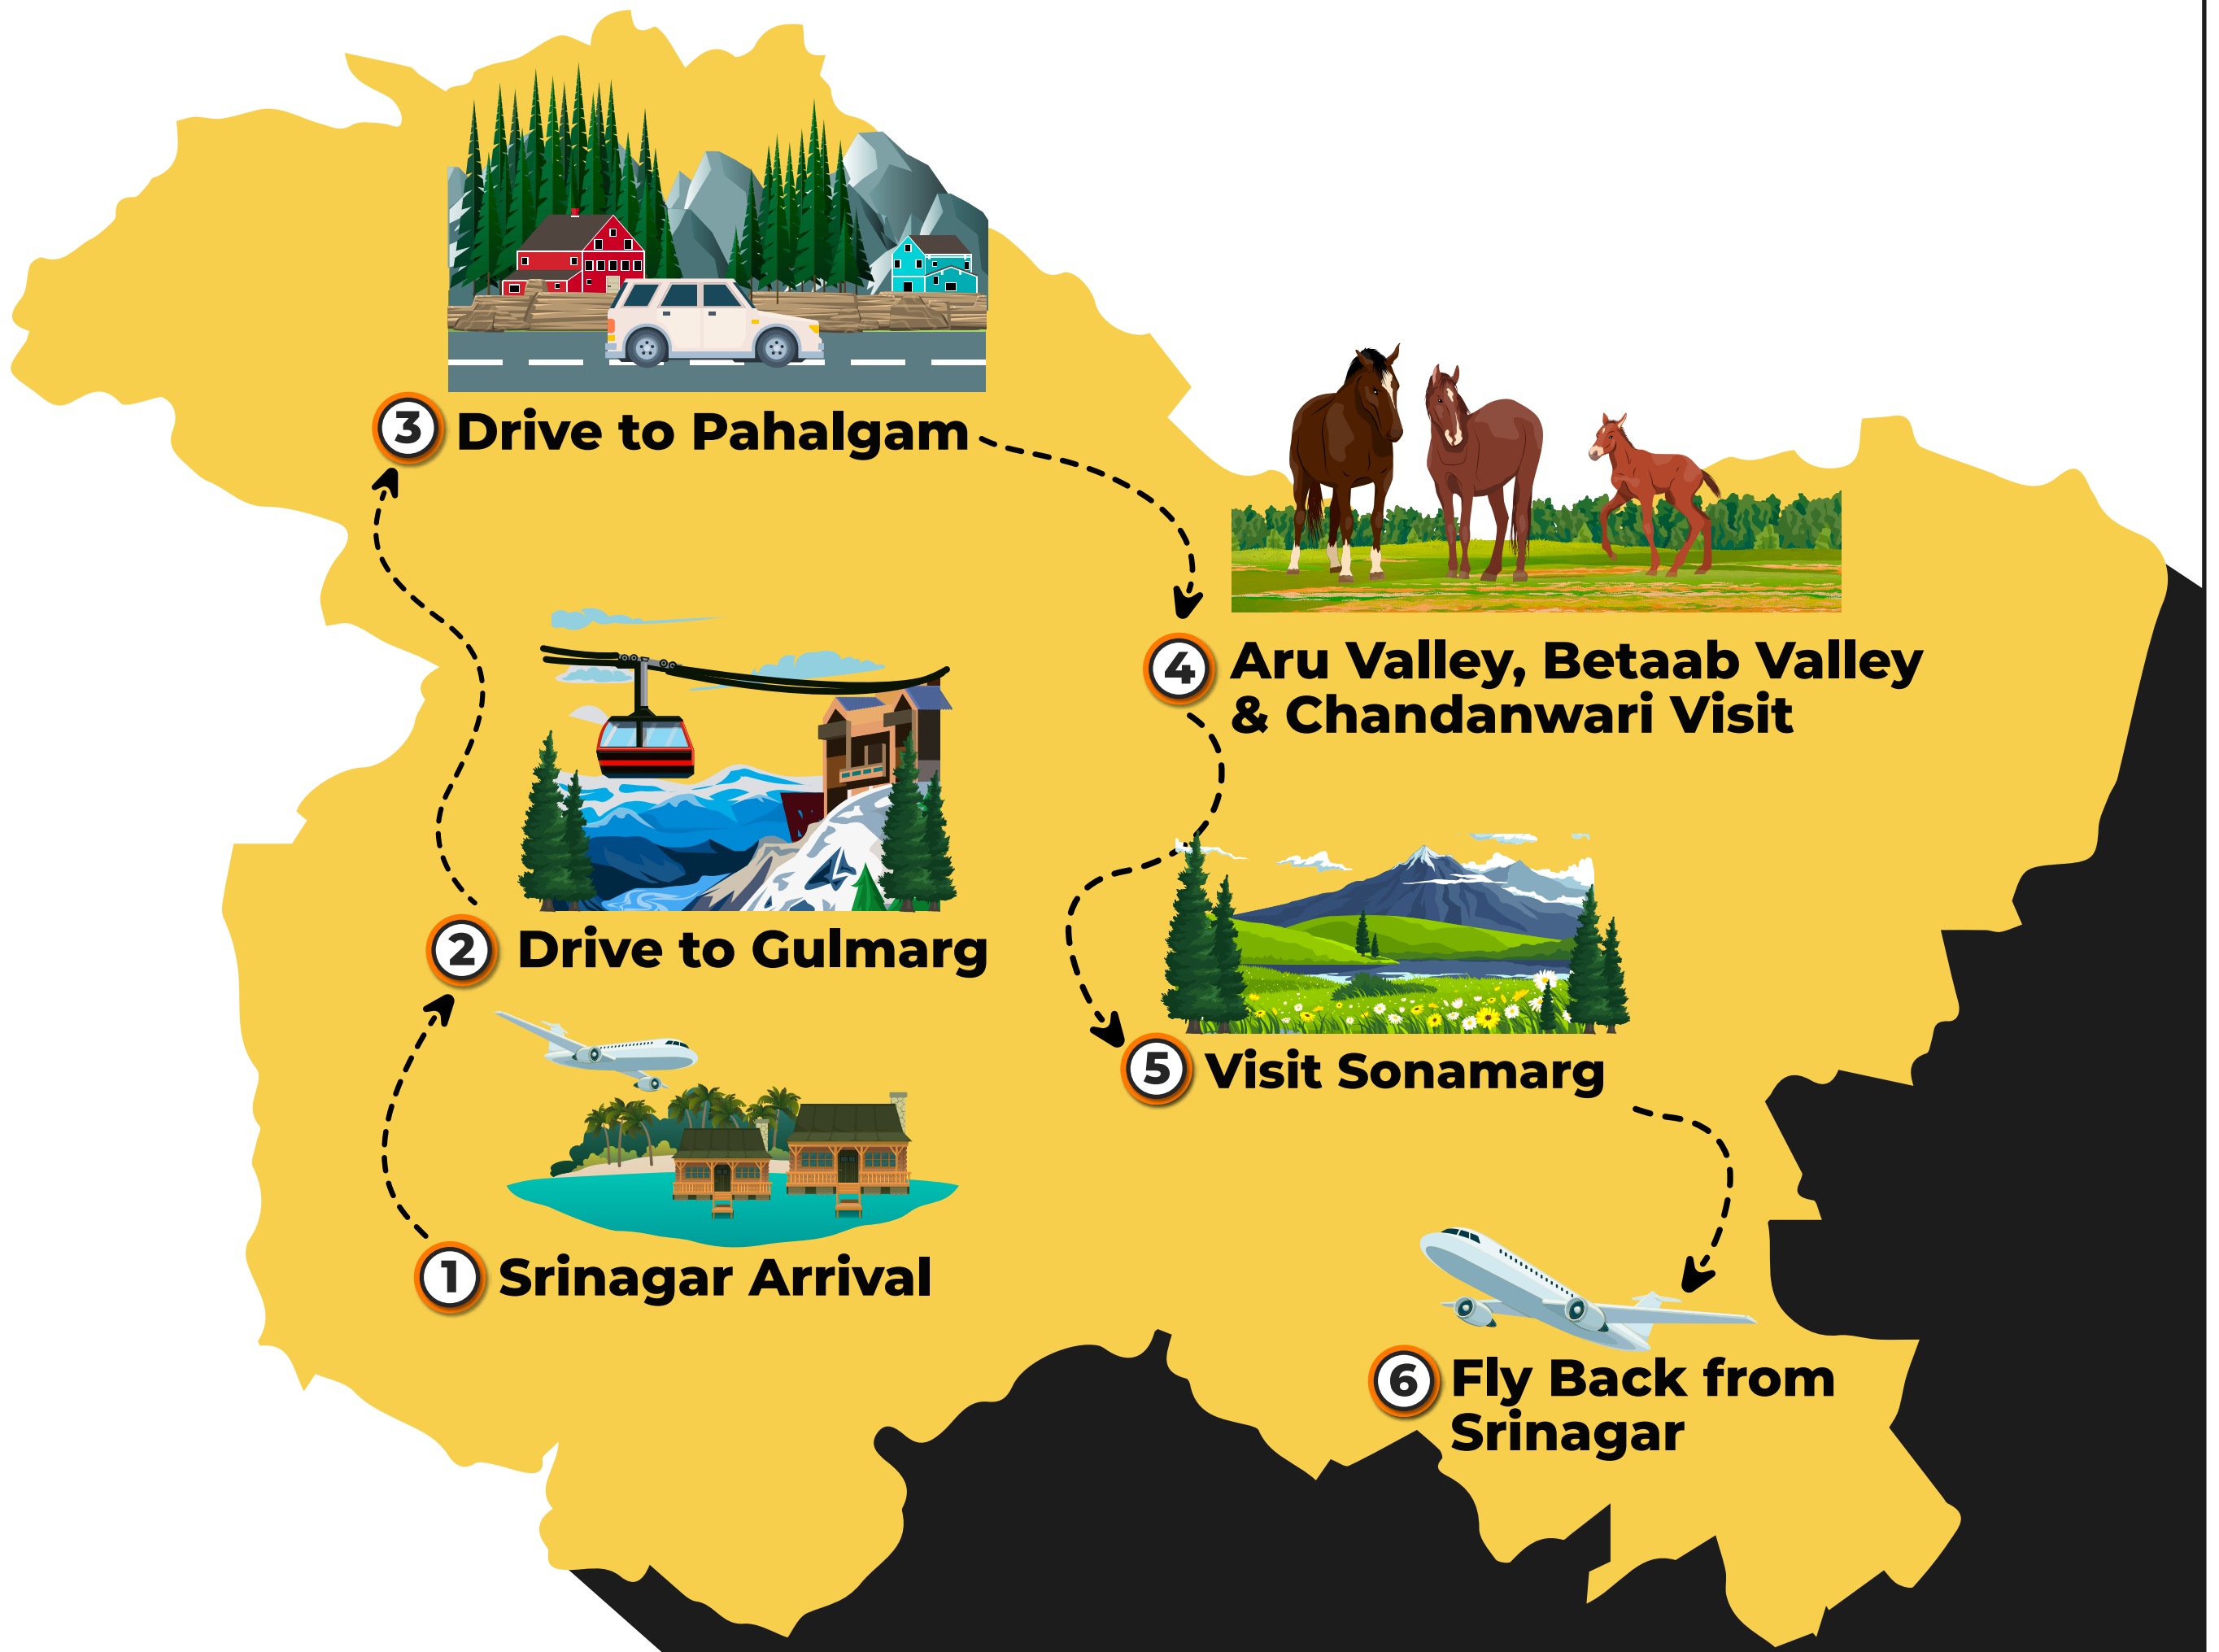 1 Srinagar Arrival
2 Drive to Gulmarg
3 Drive to Pahalgam
4 Aru Valley, Betaab Valley
& Chandanwari Visit
5 Visit Sonamarg
6 Fly Back from
Srinagar